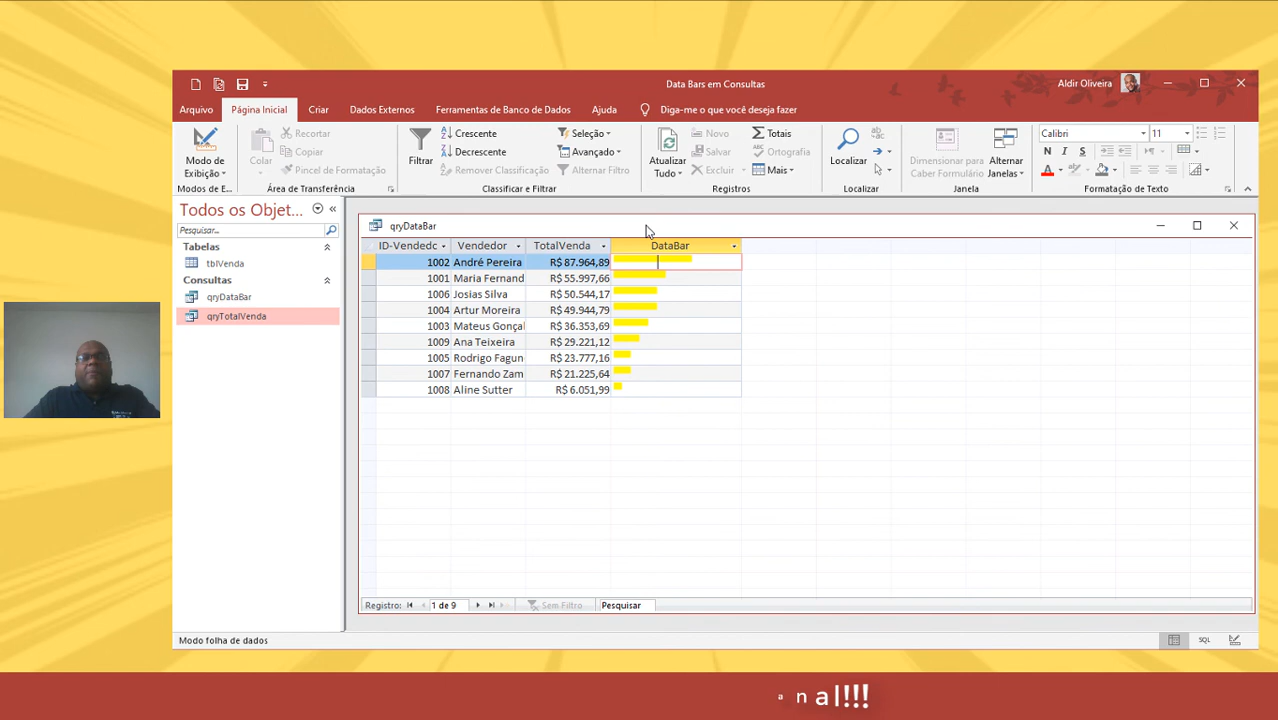 Data Bars em Consultas
Aldir Oliveira
Arquivo Página Inicial Criar Dados Externos Ferramentas de Banco de Dados Ajuda Diga-me o que você deseja fazer
Modo de Exibição
Modos de E...
Colar
Recortar
Copiar
Pincel de Formatação
Área de Transferência
Filtrar
Crescente
Decrescente
Remover Classificação
Seleção
Avançado
Alternar Filtro
Classificar e Filtrar
Atualizar Tudo
Novo
Salvar
Excluir
Totais
Ortografia
Mais
Registros
Localizar
Localizar
Dimensionar para Caber Formulário
Alternar Janelas
Janela
Calibri 11
N I S
Formatação de Texto
Todos os Objet...
Pesquisar...
Tabelas
tblVenda
Consultas
qryDataBar
qryTotalVenda
qryDataBar
ID-Vendedc Vendedor TotalVenda DataBar
1002 André Pereira R$ 87.964,89
1001 Maria Fernand R$ 55.997,66
1006 Josias Silva R$ 50.544,17
1004 Artur Moreira R$ 49.944,79
1003 Mateus Gonçal R$ 36.353,69
1009 Ana Teixeira R$ 29.221,12
1005 Rodrigo Fagun R$ 23.777,16
1007 Fernando Zam R$ 21.225,64
1008 Aline Sutter R$ 6.051,99
Registro: 1 de 9 Sem Filtro Pesquisar
Modo folha de dados
SQL
a n a l!!!